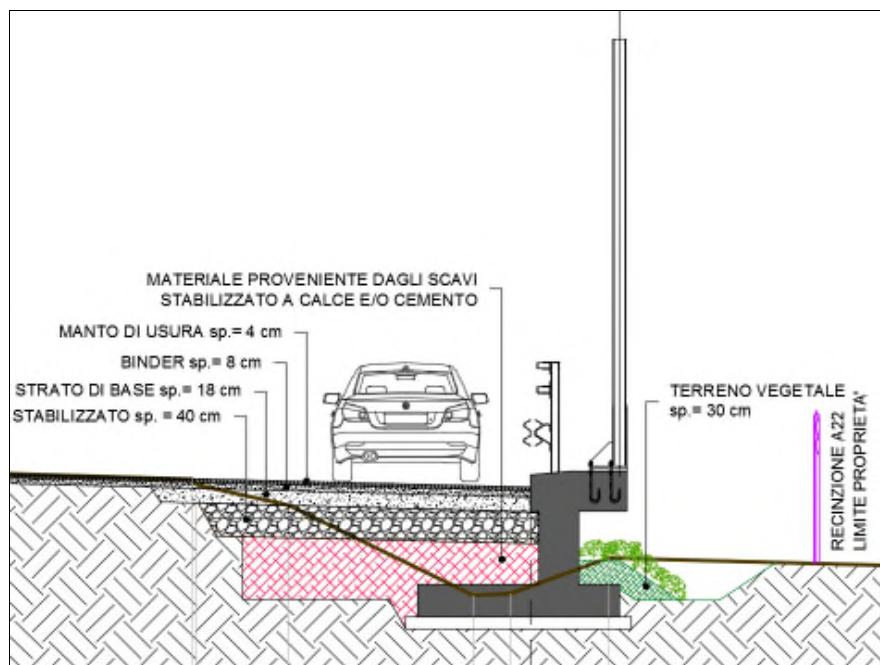 MATERIALE PROVENIENTE DAGLI SCAVI
STABILIZZATO A CALCE E/O CEMENTO
MANTO DI USURA sp.= 4 cm
BINDER sp.= 8 cm
STRATO DI BASE sp.= 18 cm
STABILIZZATO sp. = 40 cm
TERRENO VEGETALE
sp.= 30 cm
RECINZIONE A22
LIMITE PROPRIETA'